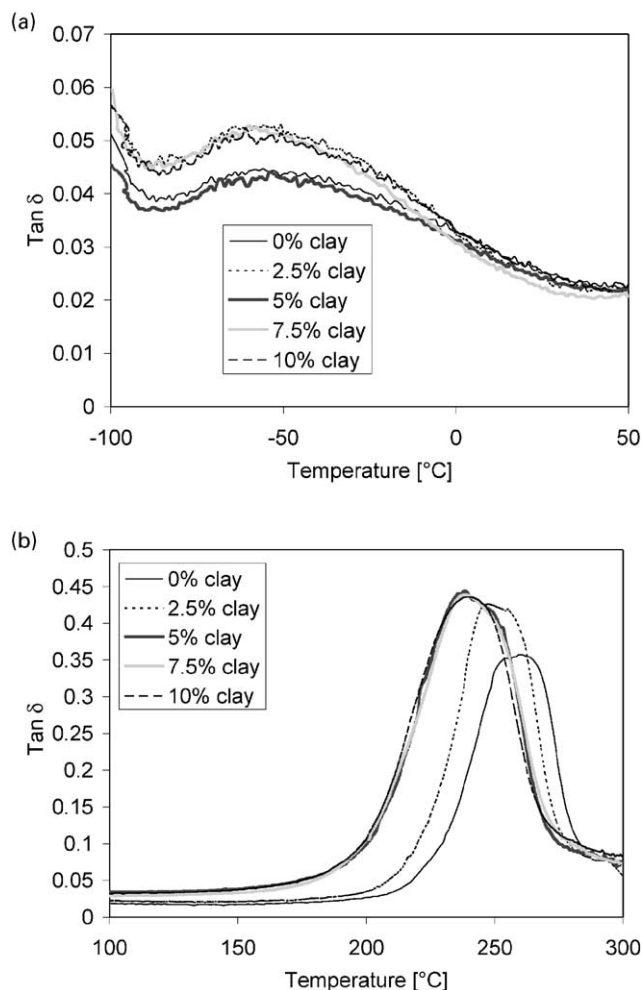 (a)
0.07
0.06
0.05
0.04
0.03
0.02
0.01
0
Tan δ
0% clay
2.5% clay
5% clay
7.5% clay
10% clay
-100
-50
0
50
Temperature [°C]
(b)
0.5
0.45
0.4
0.35
0.3
0.25
0.2
0.15
0.1
0.05
0
Tan δ
0% clay
2.5% clay
5% clay
7.5% clay
10% clay
100
150
200
250
300
Temperature [°C]